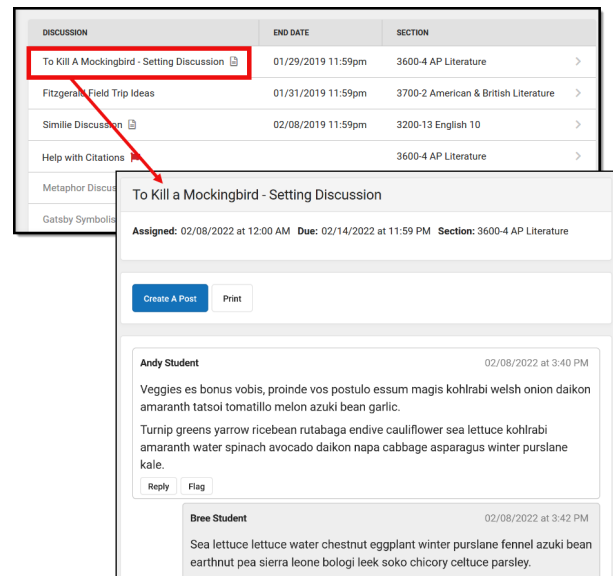 DISCUSSION END DATE SECTION
To Kill A Mockingbird - Setting Discussion 01/29/2019 11:59pm 3600-4 AP Literature
Fitzgerald Field Trip Ideas 01/31/2019 11:59pm 3700-2 American & British Literature
Similie Discussion 02/08/2019 11:59pm 3200-13 English 10
Help with Citations 3600-4 AP Literature
Metaphor Discus
Gatsby Symbolis
To Kill a Mockingbird - Setting Discussion
Assigned: 02/08/2022 at 12:00 AM Due: 02/14/2022 at 11:59 PM Section: 3600-4 AP Literature
Create A Post Print
Andy Student 02/08/2022 at 3:40 PM
Veggies es bonus vobis, proinde vos postulo essum magis kohlrabi welsh onion daikon
amaranth tatsoi tomatillo melon azuki bean garlic.
Turnip greens yarrow ricebean rutabaga endive cauliflower sea lettuce kohlrabi
amaranth water spinach avocado daikon napa cabbage asparagus winter purslane
kale.
Reply Flag
Bree Student 02/08/2022 at 3:42 PM
Sea lettuce lettuce water chestnut eggplant winter purslane fennel azuki bean
earthnut pea sierra leone bologi leek soko chicory celtuce parsley.